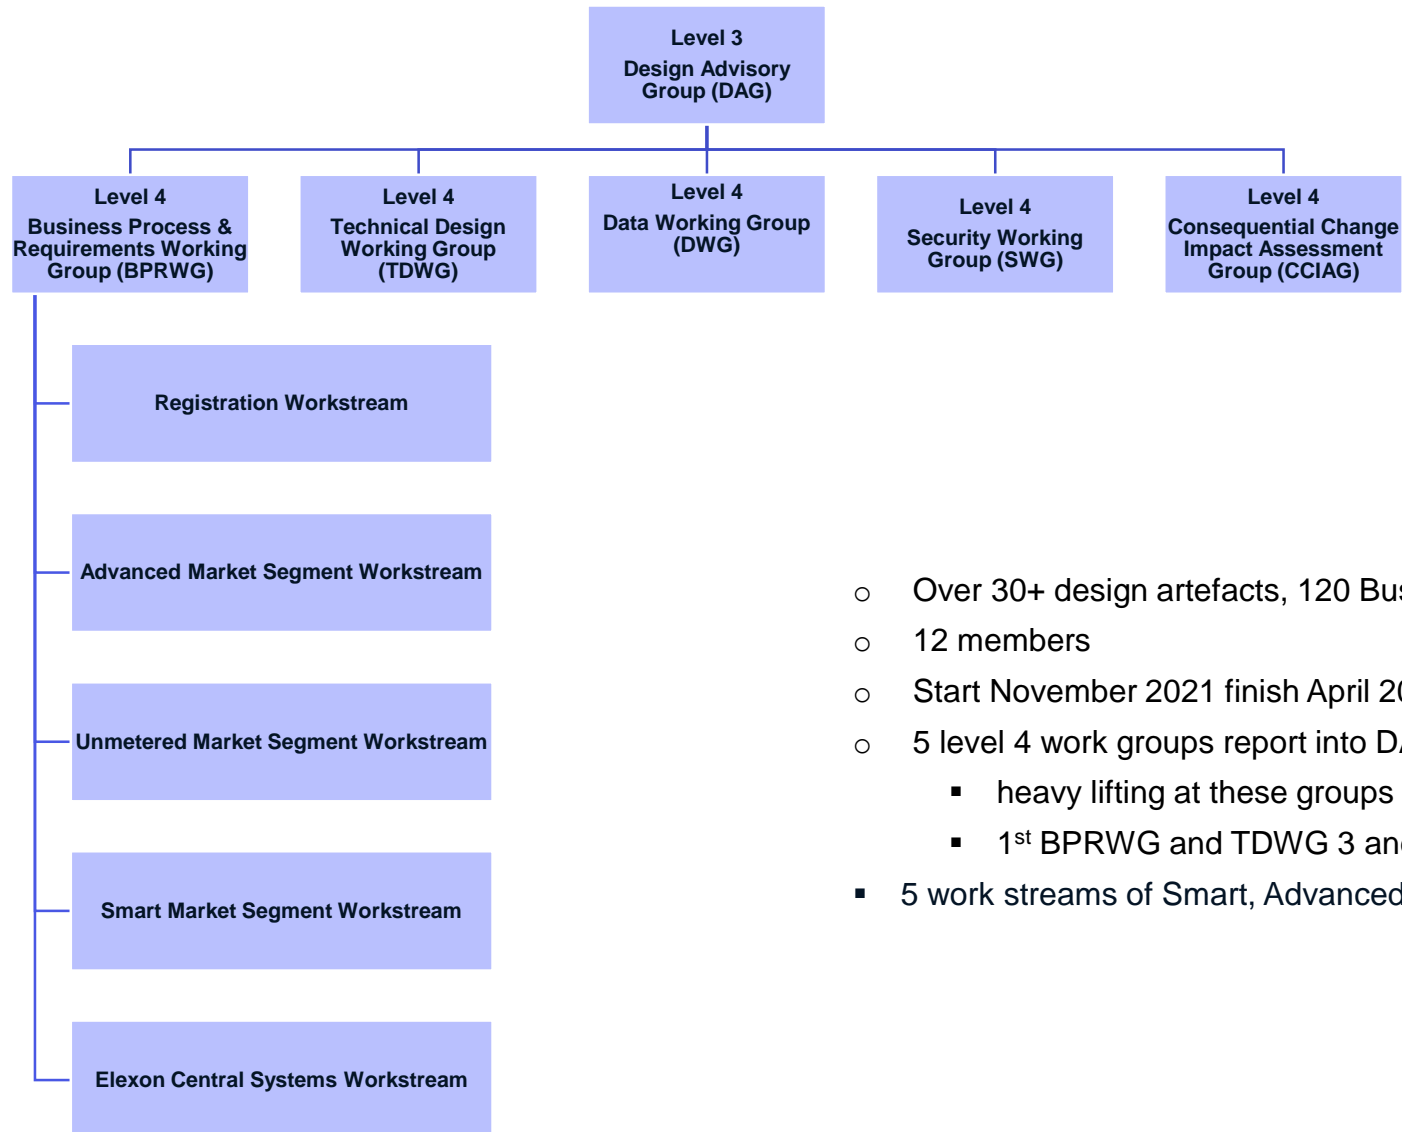 Level 3
Design Advisory
Group (DAG)
Level 4
Business Process &
Requirements Working
Group (BPRWG)
Level 4
Technical Design
Working Group
(TDWG)
Level 4
Data Working Group
(DWG)
Level 4
Security Working
Group (SWG)
Level 4
Consequential Change
Impact Assessment
Group (CCIAG)
Registration Workstream
Advanced Market Segment Workstream
Unmetered Market Segment Workstream
Smart Market Segment Workstream
Elexon Central Systems Workstream
o Over 30+ design artefacts, 120
o 12 members
o Start November 2021 finish April
o 5 level 4 work groups report into
▪ heavy lifting at these groups
▪ 1st BPRWG and TDWG 3
▪ 5 work streams of Smart, Advanced